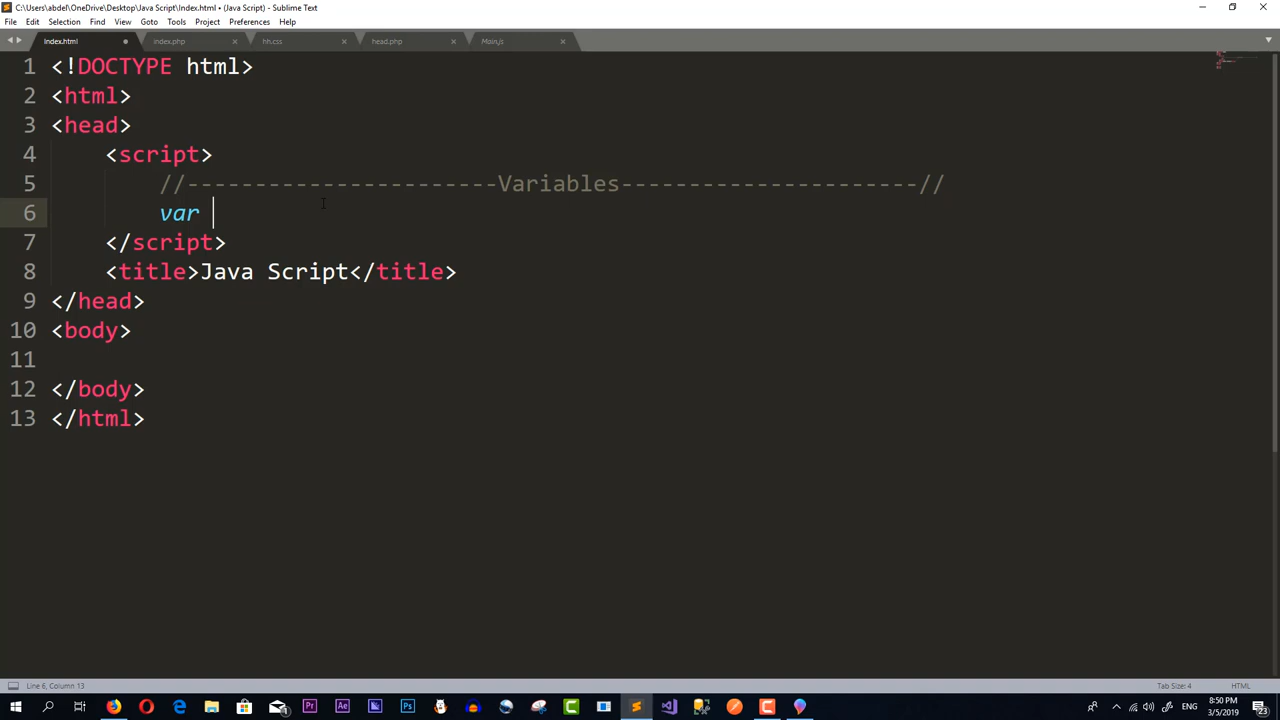 C:\Users\abdel\OneDrive\Desktop\Java Script\Index.html • (Java Script) - Sublime Text
File Edit Selection Find View Goto Tools Project Preferences Help
Index.html index.php hh.css head.php Main.js
1 <!DOCTYPE html>
2 <html>
3 <head>
4 <script>
5 //-----------------------Variables----------------------//
6 var
7 </script>
8 <title>Java Script</title>
9 </head>
10 <body>
11
12 </body>
13 </html>
Line 6, Column 13 Tab Size: 4 HTML
Pr Ae Ps ENG 8:50 PM
3/5/2019 23